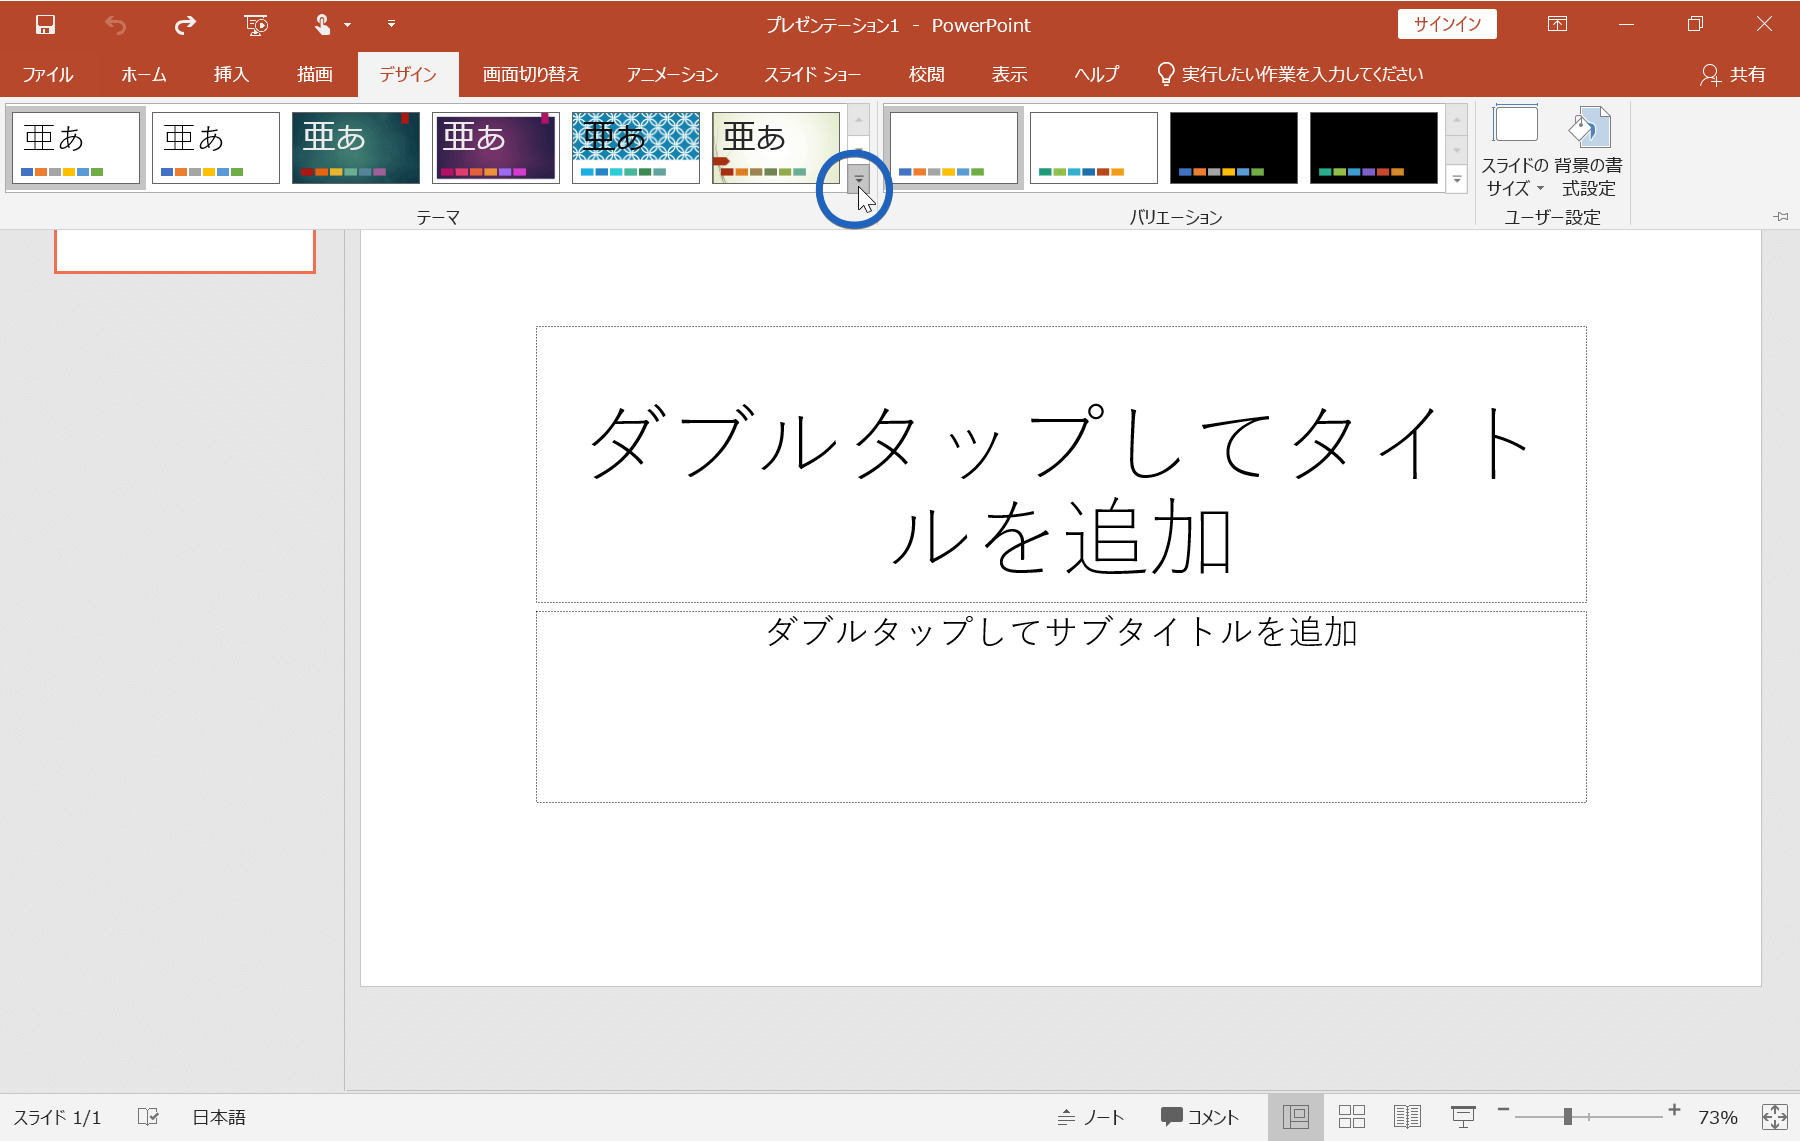 プレゼンテーション1 - PowerPoint
サインイン
ファイル ホーム 挿入 描画 デザイン 画面切り替え アニメーション スライド ショー 校閲 表示 ヘルプ 実行したい作業を入力してください 共有
亜あ 亜あ 亜あ 亜あ 亜あ 亜あ
スライドの
サイズ
背景の書
式設定
テーマ バリエーション ユーザー設定
ダブルタップしてタイト
ルを追加
ダブルタップしてサブタイトルを追加
スライド 1/1 日本語 ノート コメント 73%